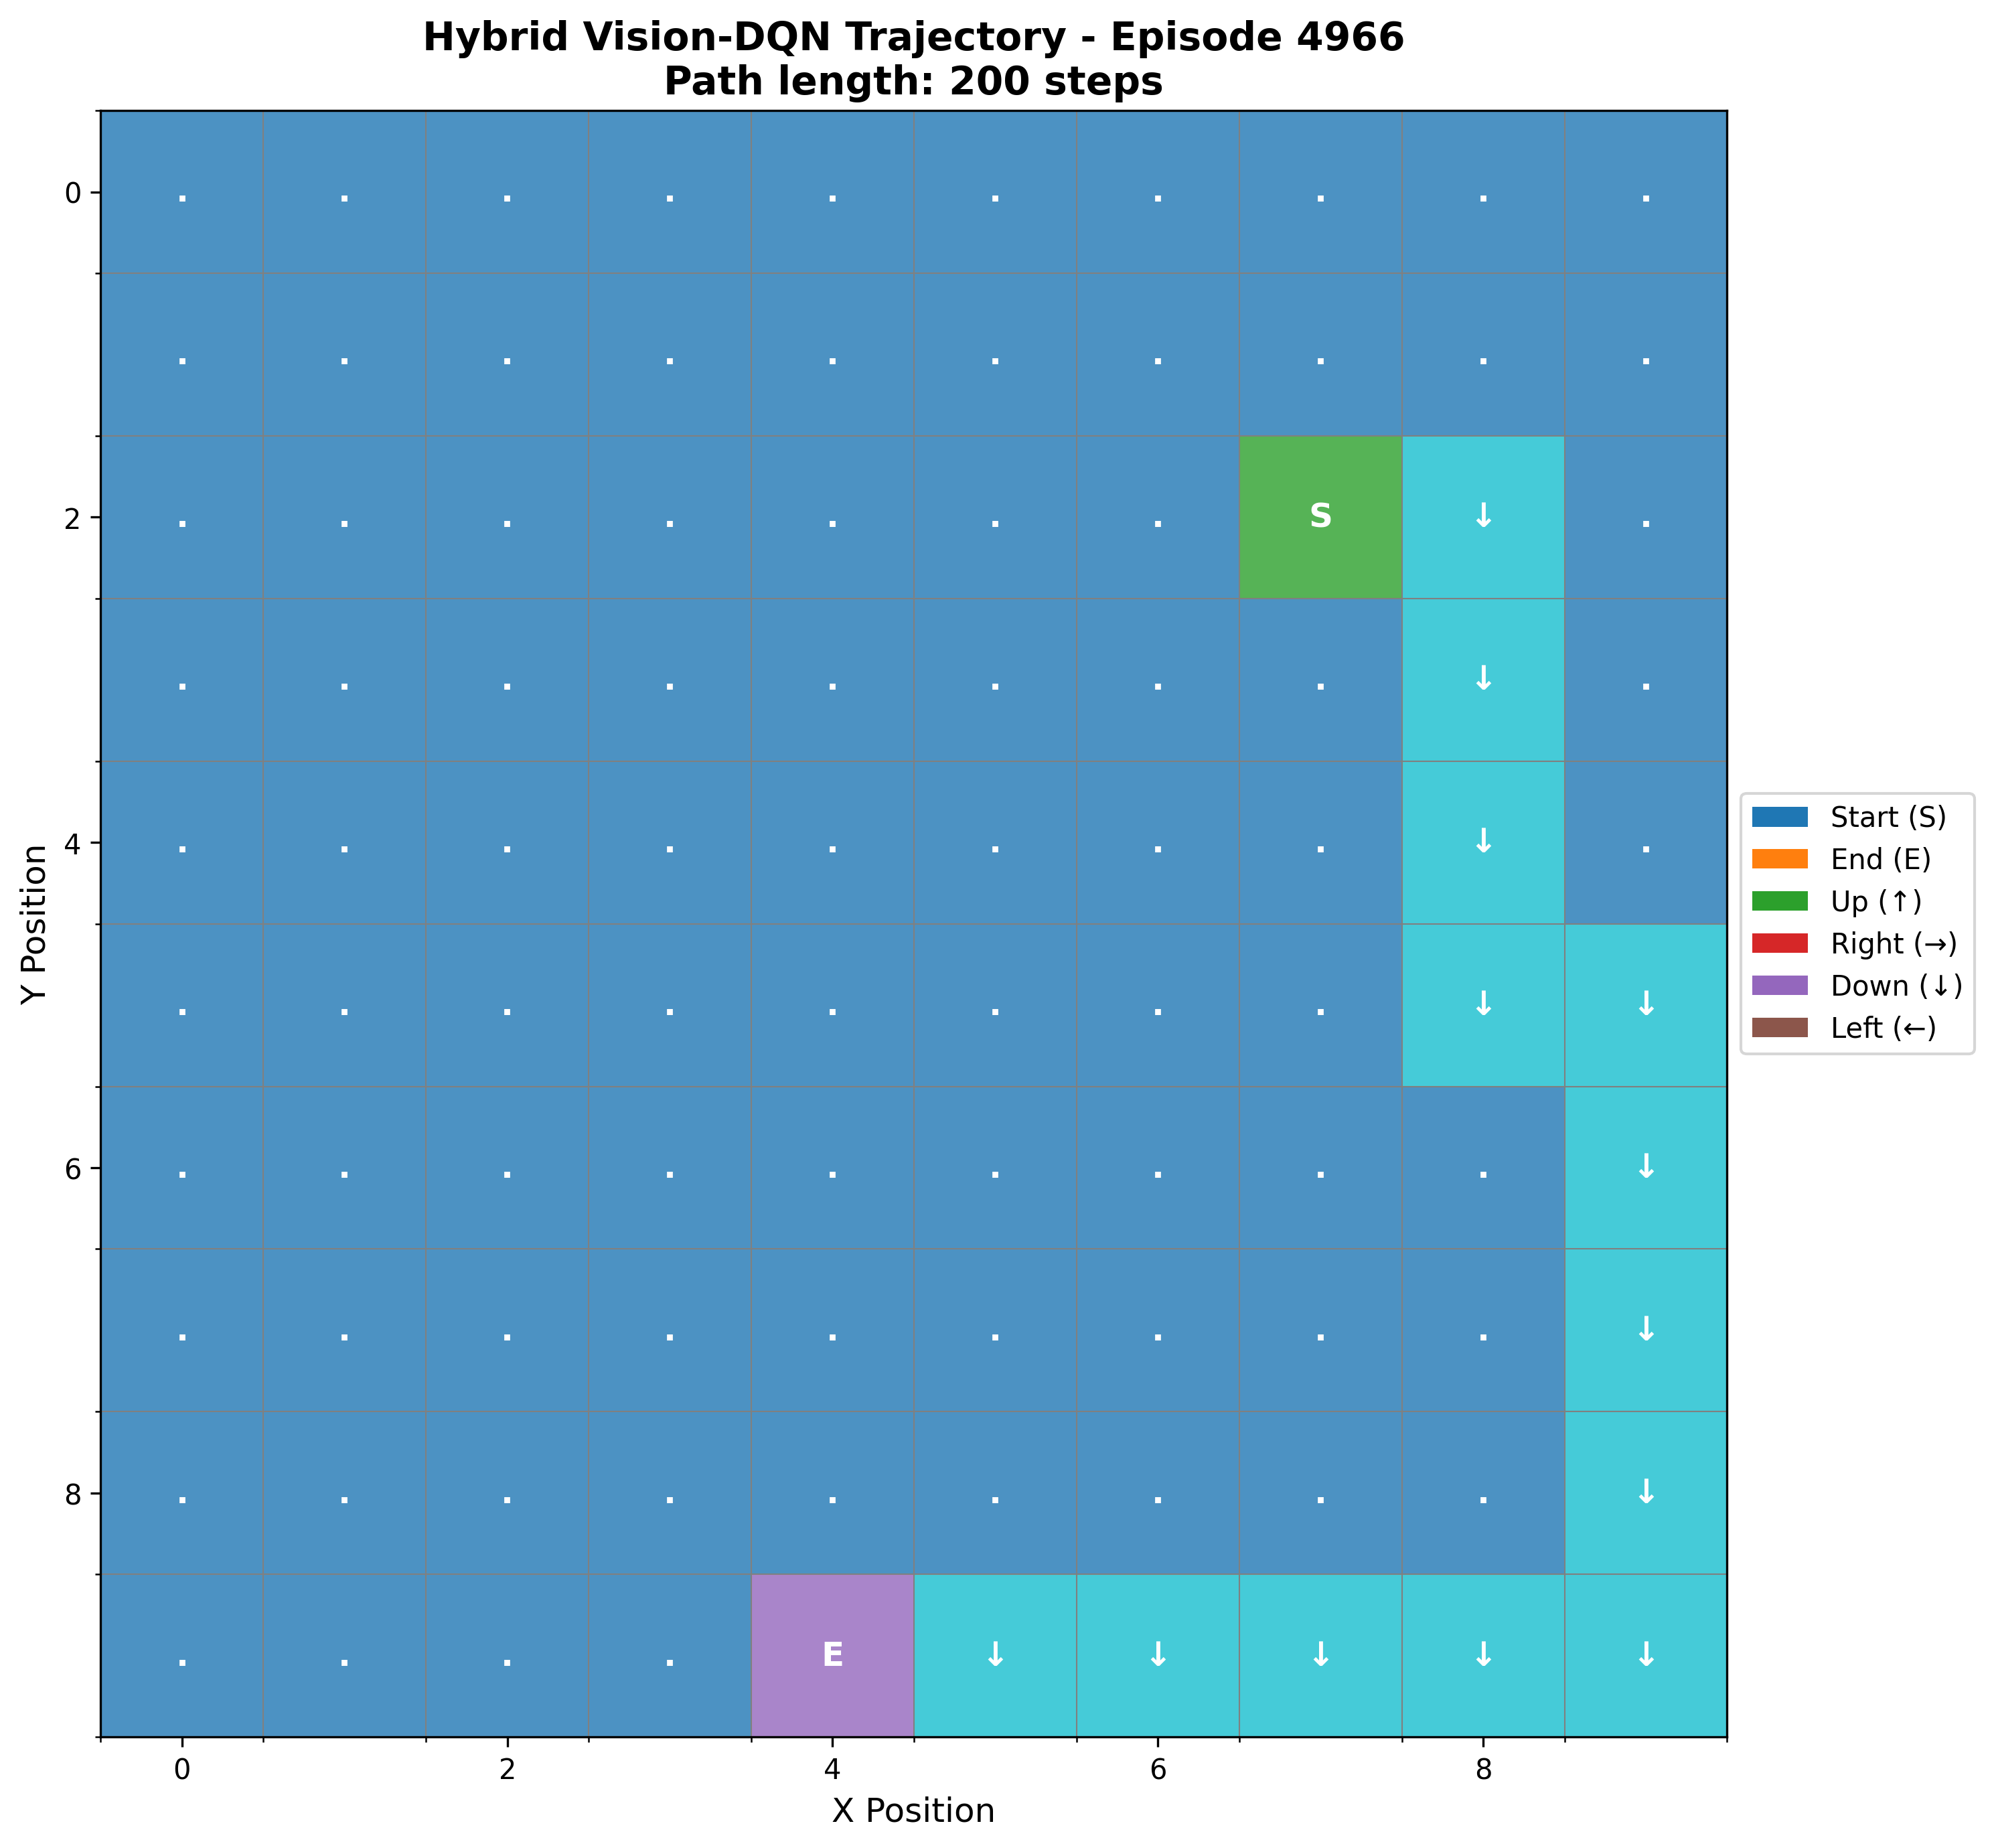 Hybrid Vision-DQN Trajectory - Episode 4966
Path length: 200 steps
Y Position
0
. . . . . . . . . .
. . . . . . . . . .
2
. . . . . . . S ↓ .
. . . . . . . . ↓ .
4
. . . . . . . . ↓ .
. . . . . . . . ↓ ↓
6
. . . . . . . . . ↓
. . . . . . . . . ↓
8
. . . . . . . . . ↓
. . . . E ↓ ↓ ↓ ↓ ↓
0 2 4 6 8
X Position
Start (S)
End (E)
Up (↑)
Right (→)
Down (↓)
Left (←)